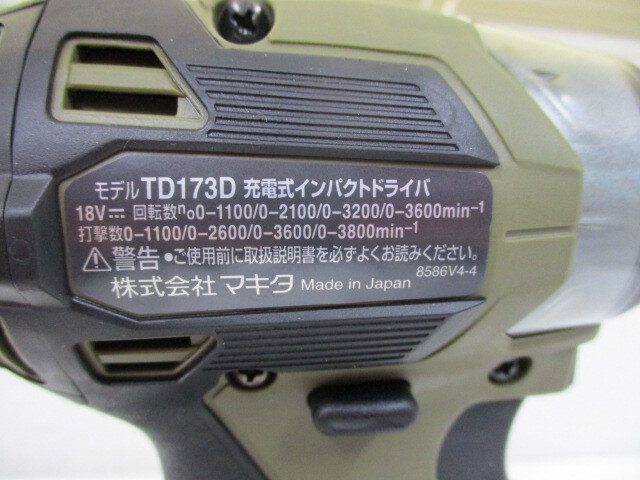 モデルTD173D 充電式インパクトドライバ
18V⎓ 回転数n₀0-1100/0-2100/0-3200/0-3600min⁻¹
打撃数0-1100/0-2600/0-3600/0-3800min⁻¹
⚠警告・ご使用前に取扱説明書を必ずよくお読みください。
8586V4-4
株式会社 マキタ Made in Japan